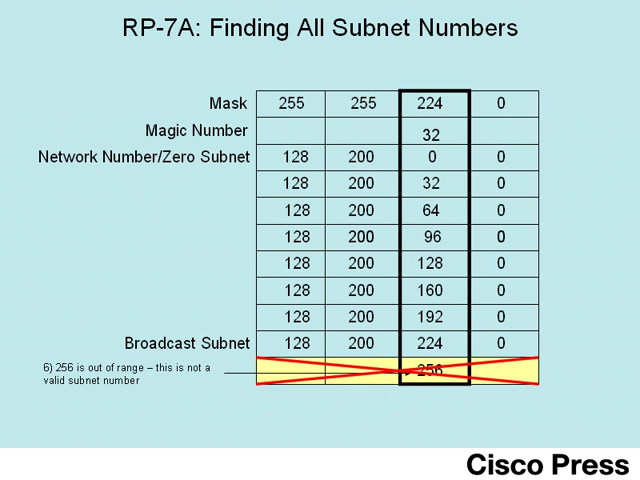 RP-7A: Finding All Subnet Numbers
Mask 255 255 224 0
Magic Number 32
Network Number/Zero Subnet 128 200 0 0
128 200 32 0
128 200 64 0
128 200 96 0
128 200 128 0
128 200 160 0
128 200 192 0
Broadcast Subnet 128 200 224 0
6) 256 is out of range – this is not a
valid subnet number
256
Cisco Press